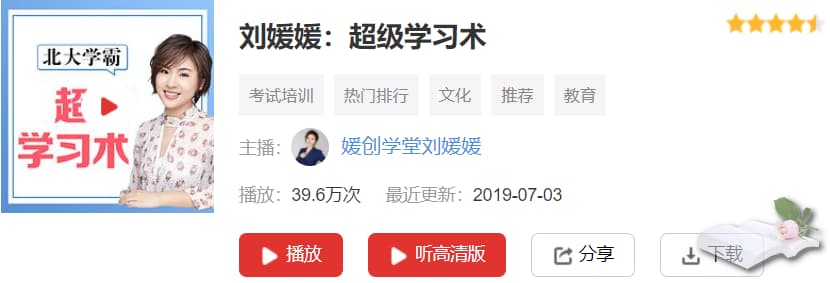 北大学霸
超
学习术
刘媛媛：超级学习术
考试培训 热门排行 文化 推荐 教育
主播： 媛创学堂刘媛媛
播放：39.6万次 最近更新：2019-07-03
播放 听高清版 分享 下载